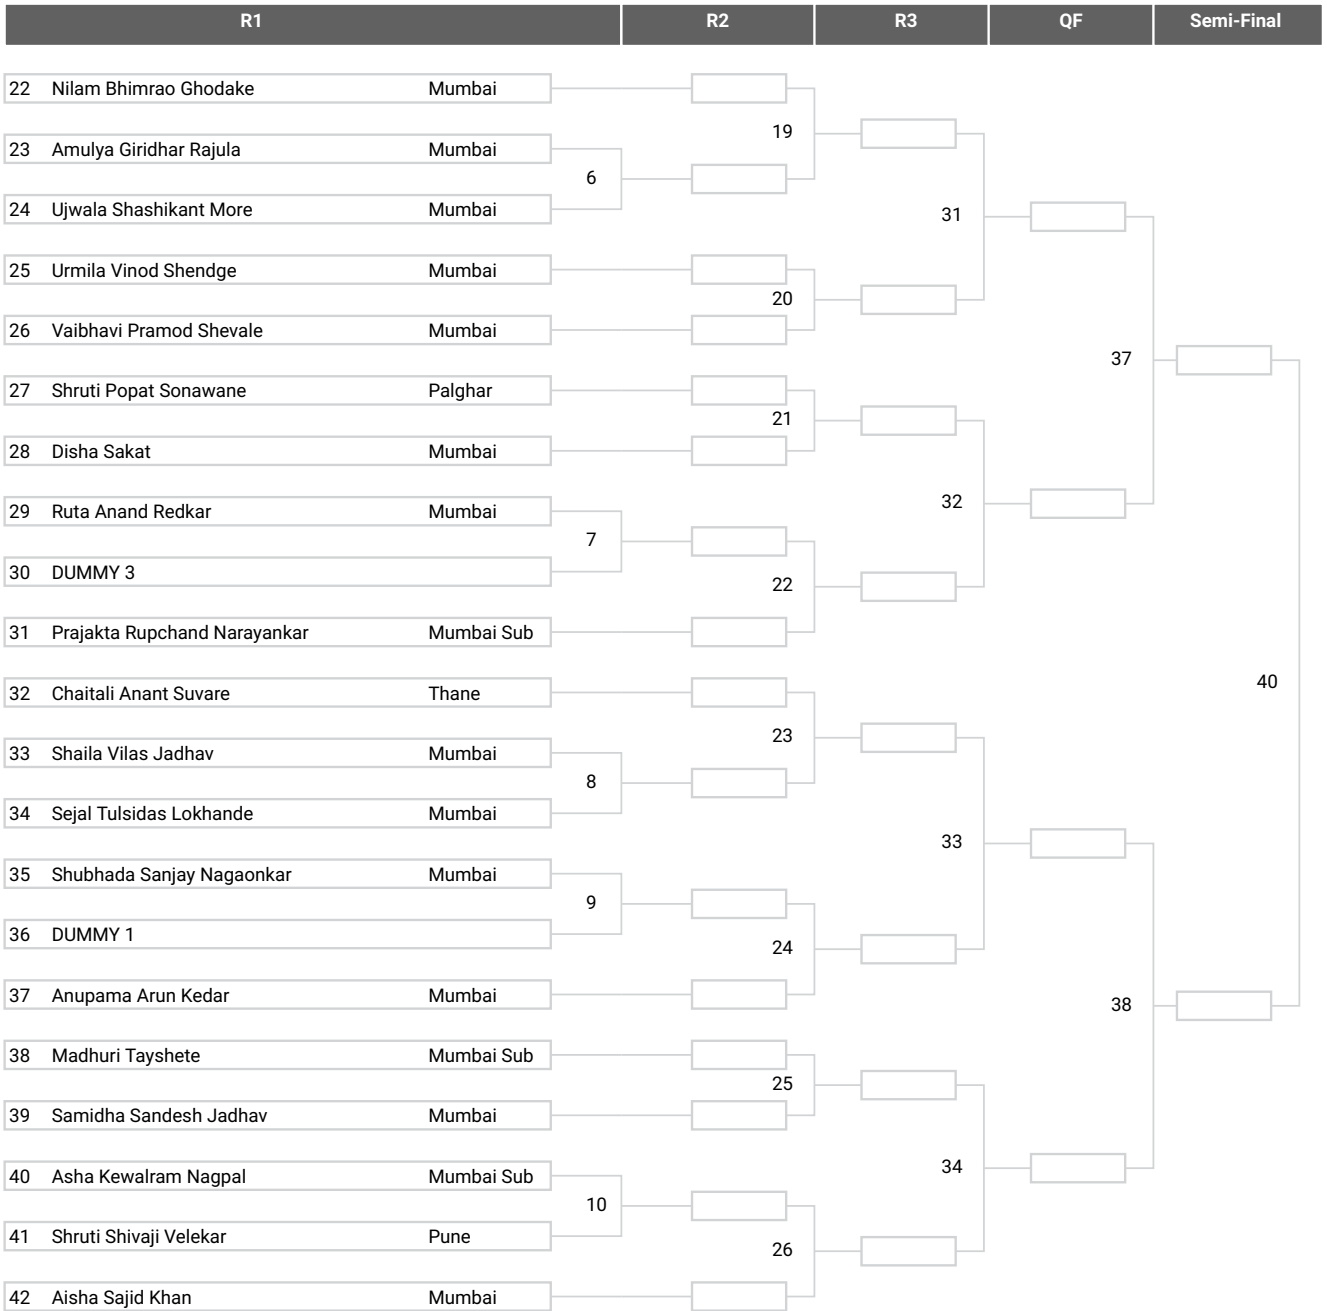 R1 R2 R3 QF Semi-Final
22 Nilam Bhimrao Ghodake Mumbai
19
23 Amulya Giridhar Rajula Mumbai
6
24 Ujwala Shashikant More Mumbai
31
25 Urmila Vinod Shendge Mumbai
20
26 Vaibhavi Pramod Shevale Mumbai
37
27 Shruti Popat Sonawane Palghar
21
28 Disha Sakat Mumbai
32
29 Ruta Anand Redkar Mumbai
7
30 DUMMY 3
22
31 Prajakta Rupchand Narayankar Mumbai Sub
40
32 Chaitali Anant Suvare Thane
23
33 Shaila Vilas Jadhav Mumbai
8
34 Sejal Tulsidas Lokhande Mumbai
33
35 Shubhada Sanjay Nagaonkar Mumbai
9
36 DUMMY 1
24
37 Anupama Arun Kedar Mumbai
38
38 Madhuri Tayshete Mumbai Sub
25
39 Samidha Sandesh Jadhav Mumbai
34
40 Asha Kewalram Nagpal Mumbai Sub
10
41 Shruti Shivaji Velekar Pune
26
42 Aisha Sajid Khan Mumbai